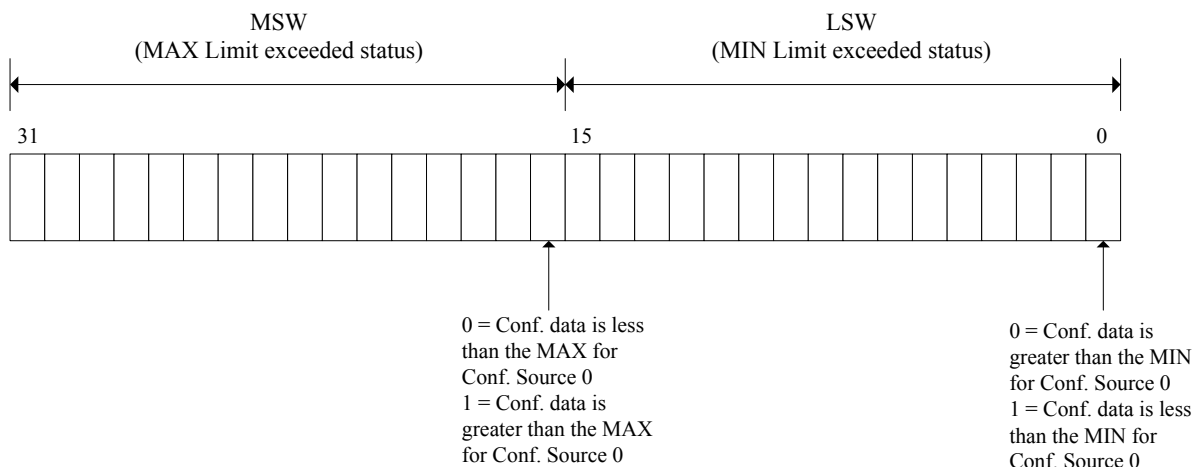 MSW
(MAX Limit exceeded status)
LSW
(MIN Limit exceeded status)
31
15
0
0 = Conf. data is less
than the MAX for
Conf. Source 0
1 = Conf. data is
greater than the MAX
for Conf. Source 0
0 = Conf. data is
greater than the MIN
for Conf. Source 0
1 = Conf. data is less
than the MIN for
Conf. Source 0